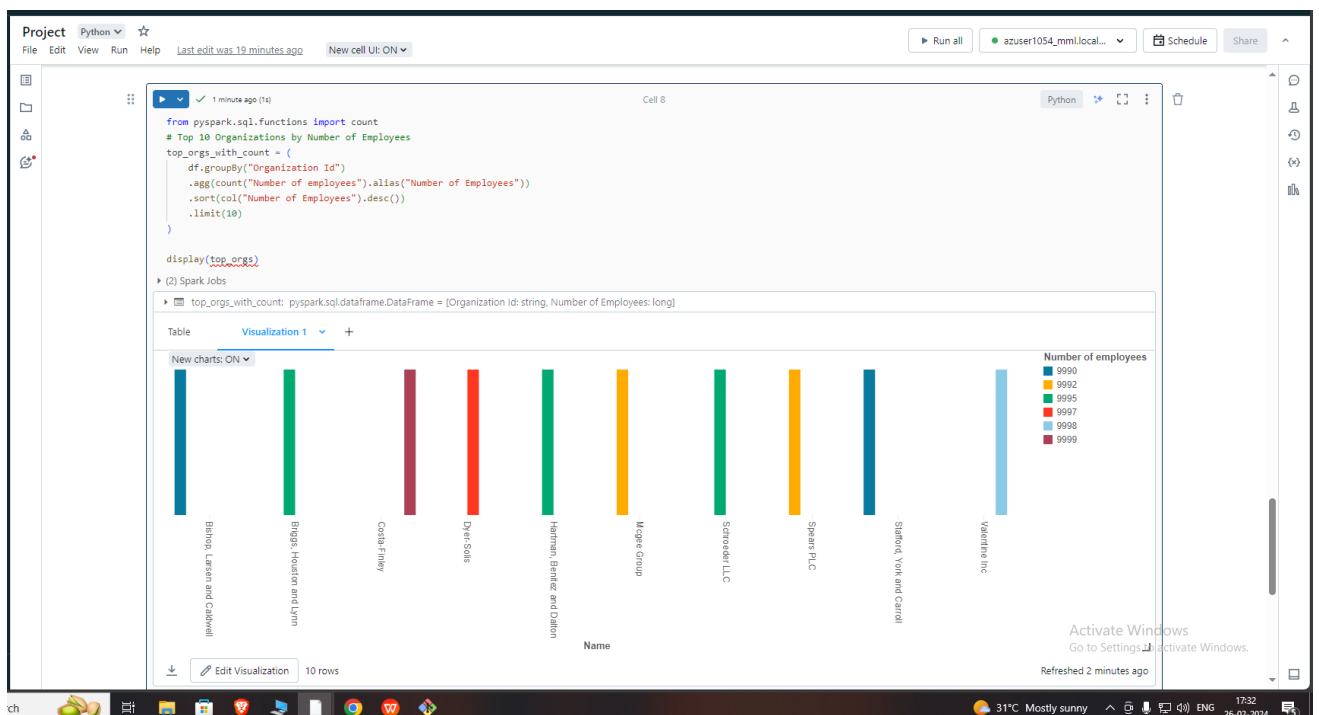 Project Python
File Edit View Run Help Last edit was 19 minutes ago New cell UI: ON
Run all azuser1054_mml.local... Schedule Share
1 minute ago (1s) Cell 8 Python
from pyspark.sql.functions import count
# Top 10 Organizations by Number of Employees
top_orgs_with_count = (
df.groupBy("Organization Id")
.agg(count("Number of employees").alias("Number of Employees"))
.sort(col("Number of Employees").desc())
.limit(10)
)
display(top_orgs)
(2) Spark Jobs
top_orgs_with_count: pyspark.sql.dataframe.DataFrame = [Organization Id: string, Number of Employees: long]
Table Visualization 1 +
New charts: ON
Number of employees
9990
9992
9995
9997
9998
9999
Bishop, Larsen and Caldwell
Briggs, Houston and Lynn
Costa-Finley
Dyer-Solis
Hartman, Benitez and Dalton
Mcgee Group
Schroeder LLC
Spears PLC
Stafford, York and Carroll
Valentine Inc
Name
Activate Windows
Go to Settings to activate Windows.
Edit Visualization 10 rows
Refreshed 2 minutes ago
ch 31°C Mostly sunny ENG 17:32
26-02-2024